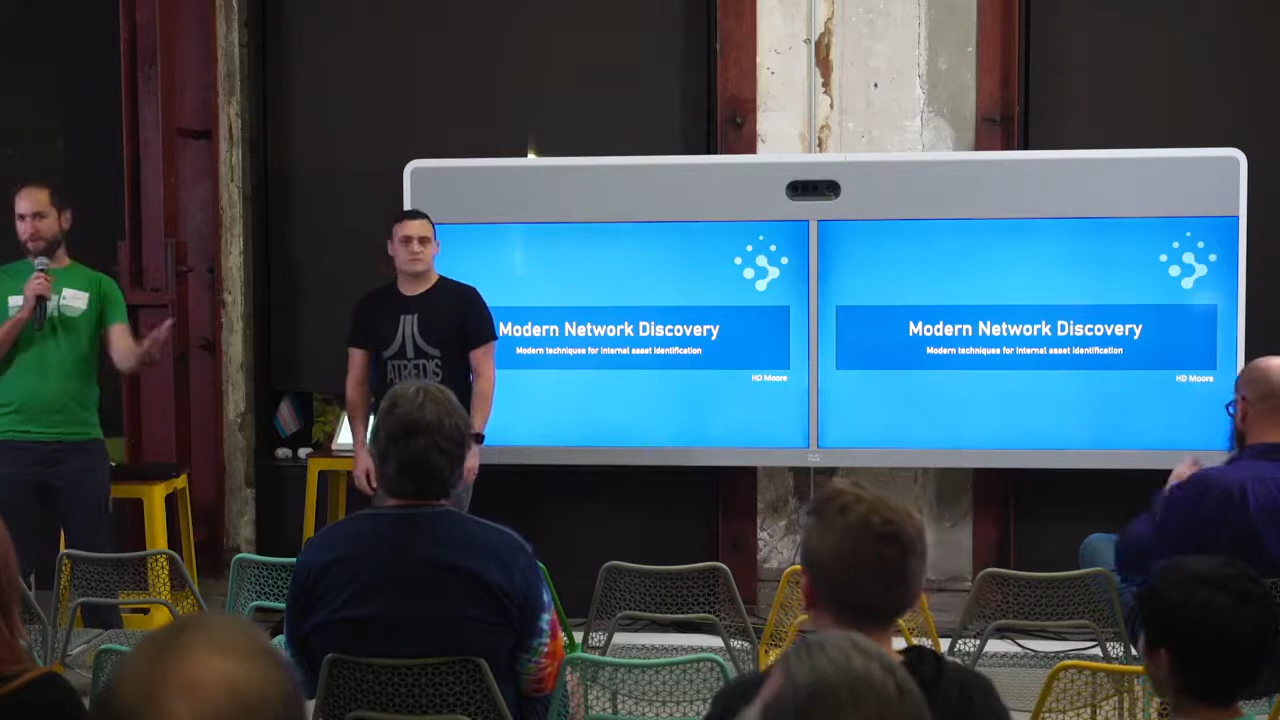 ATREDIS
Modern Network Discovery
Modern techniques for internal asset identification
HD Moore
Modern Network Discovery
Modern techniques for internal asset identification
HD Moore